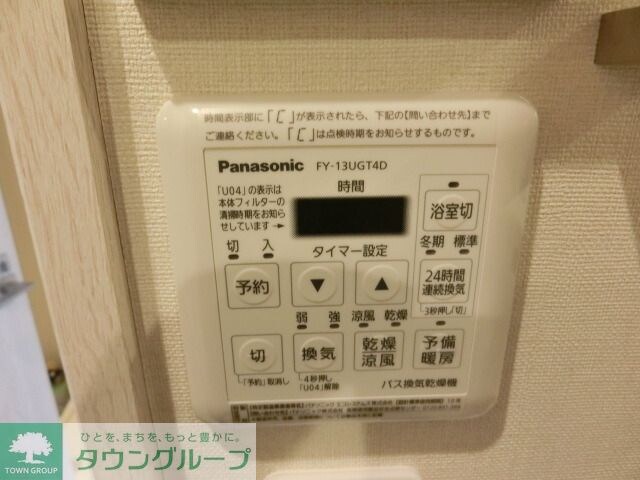 時間表示部に「[」が表示されたら、下記の【問い合わせ先】まで
ご連絡ください。「[」は点検時期をお知らせするものです。
Panasonic FY-13UGT4D
「U04」の表示は
本体フィルターの
清掃時期をお知ら
せしています→
時間
浴室切
切 入
タイマー設定
冬期 標準
予約
▼
▲
24時間
連続換気
3秒押し「切」
弱 強 涼風 乾燥
切
換気
乾燥
涼風
予備
暖房
「予約」取消し
4秒押し
「U04」解除
バス換気乾燥機
TOWN GROUP
ひとを、まちを、もっと豊かに。
タウングループ